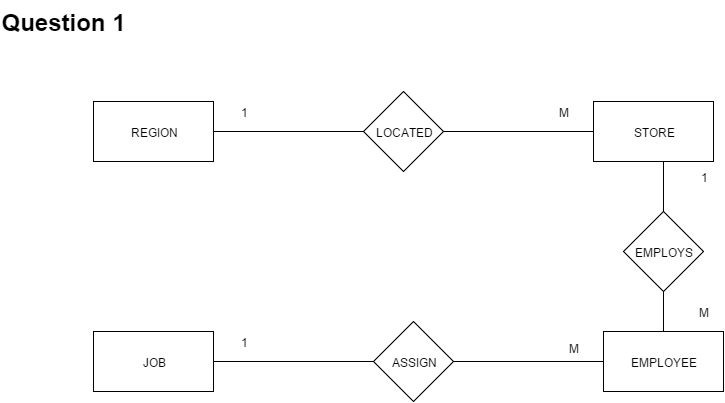 Question 1
1
M
REGION
LOCATED
STORE
1
EMPLOYS
M
1
M
JOB
ASSIGN
EMPLOYEE